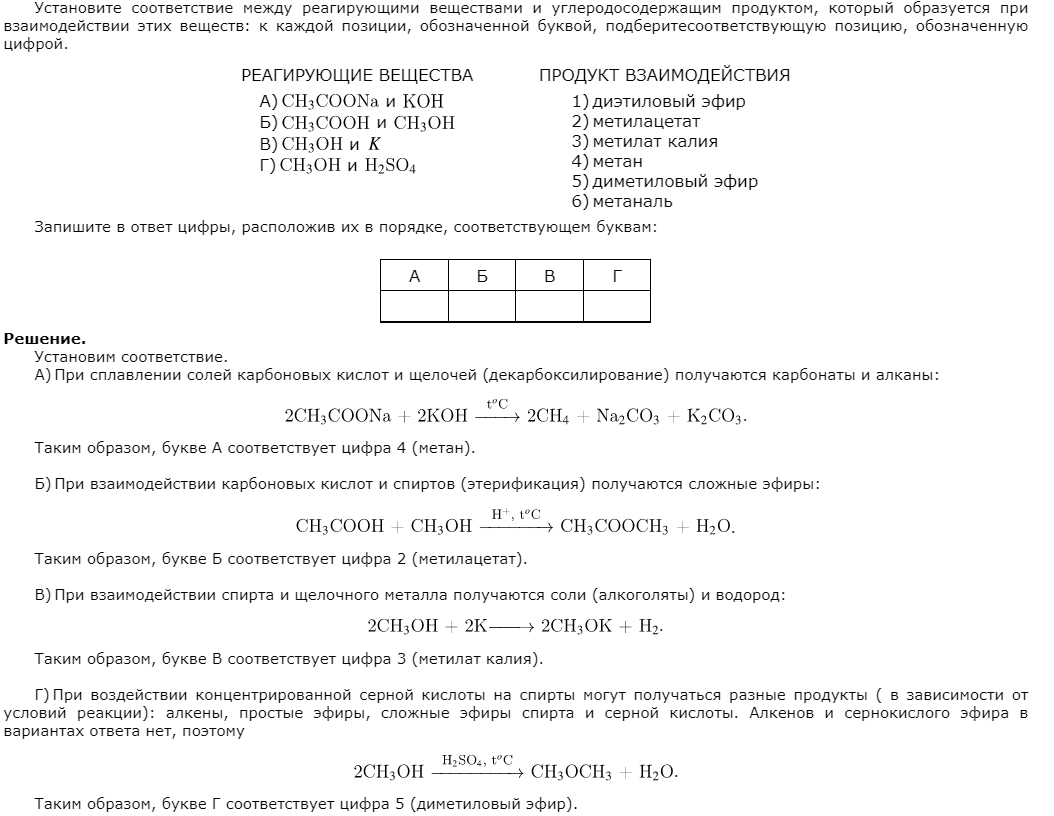 Установите соответствие между реагирующими веществами и углеродосодержащим продуктом, который образуется при
взаимодействии этих веществ: к каждой позиции, обозначенной буквой, подберитесоответствующую позицию, обозначенную
цифрой.
РЕАГИРУЮЩИЕ ВЕЩЕСТВА
А) CH₃COONa и KOH
Б) CH₃COOH и CH₃OH
В) CH₃OH и K
Г) CH₃OH и H₂SO₄
ПРОДУКТ ВЗАИМОДЕЙСТВИЯ
1) диэтиловый эфир
2) метилацетат
3) метилат калия
4) метан
5) диметиловый эфир
6) метаналь
Запишите в ответ цифры, расположив их в порядке, соответствующем буквам:
А Б В Г
Решение.
Установим соответствие.
А) При сплавлении солей карбоновых кислот и щелочей (декарбоксилирование) получаются карбонаты и алканы:
t°C
2CH₃COONa + 2KOH ⟶ 2CH₄ + Na₂CO₃ + K₂CO₃.
Таким образом, букве А соответствует цифра 4 (метан).
Б) При взаимодействии карбоновых кислот и спиртов (этерификация) получаются сложные эфиры:
H⁺, t°C
CH₃COOH + CH₃OH ⟶ CH₃COOCH₃ + H₂O.
Таким образом, букве Б соответствует цифра 2 (метилацетат).
В) При взаимодействии спирта и щелочного металла получаются соли (алкоголяты) и водород:
2CH₃OH + 2K ⟶ 2CH₃OK + H₂.
Таким образом, букве В соответствует цифра 3 (метилат калия).
Г) При воздействии концентрированной серной кислоты на спирты могут получаться разные продукты ( в зависимости от
условий реакции): алкены, простые эфиры, сложные эфиры спирта и серной кислоты. Алкенов и сернокислого эфира в
вариантах ответа нет, поэтому
H₂SO₄, t°C
2CH₃OH ⟶ CH₃OCH₃ + H₂O.
Таким образом, букве Г соответствует цифра 5 (диметиловый эфир).